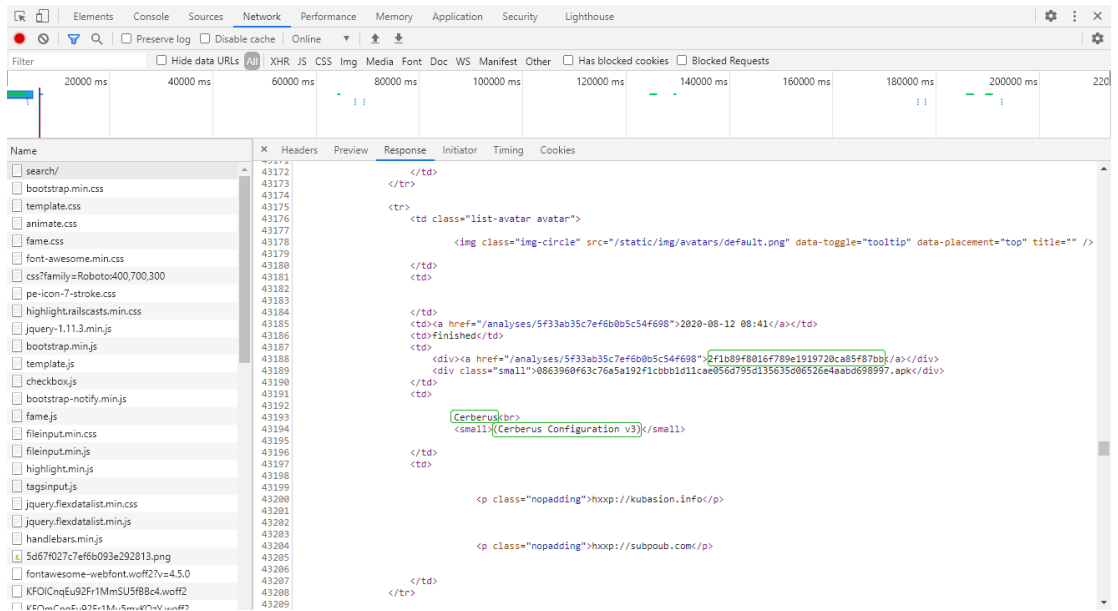 Elements Console Sources Network Performance Memory Application Security Lighthouse
Preserve log Disable cache Online
Filter Hide data URLs All XHR JS CSS Img Media Font Doc WS Manifest Other Has blocked cookies Blocked Requests
20000 ms 40000 ms 60000 ms 80000 ms 100000 ms 120000 ms 140000 ms 160000 ms 180000 ms 200000 ms 220
Name
search/
bootstrap.min.css
template.css
animate.css
fame.css
font-awesome.min.css
css?family=Roboto:400,700,300
pe-icon-7-stroke.css
highlight.railscasts.min.css
jquery-1.11.3.min.js
bootstrap.min.js
template.js
checkbox.js
bootstrap-notify.min.js
fame.js
fileinput.min.css
fileinput.min.js
highlight.min.js
tagsinput.js
jquery.flexdatalist.min.css
jquery.flexdatalist.min.js
handlebars.min.js
5d67f027c7ef6b093e292813.png
fontawesome-webfont.woff2?v=4.5.0
KFOlCnqEu92Fr1MmSU5fBBc4.woff2
KFOmCnqEu92Fr1Mu5mxKOzY.woff2
× Headers Preview Response Initiator Timing Cookies
43171
43172 </td>
43173 </tr>
43174
43175 <tr>
43176 <td class="list-avatar avatar">
43177
43178 <img class="img-circle" src="/static/img/avatars/default.png" data-toggle="tooltip" data-placement="top" title="" />
43179
43180 </td>
43181 <td>
43182
43183
43184 </td>
43185 <td><a href="/analyses/5f33ab35c7ef6b0b5c54f698">2020-08-12 08:41</a></td>
43186 <td>finished</td>
43187 <td>
43188 <div><a href="/analyses/5f33ab35c7ef6b0b5c54f698">2f1b89f8016f789e1919720ca85f87bb</a></div>
43189 <div class="small">0863960f63c76a5a192f1cbbb1d11cae056d795d135635d06526e4aabd698997.apk</div>
43190 </td>
43191 <td>
43192
43193 Cerberus<br>
43194 <small>(Cerberus Configuration v3)</small>
43195
43196 </td>
43197 <td>
43198
43199
43200 <p class="nopadding">hxxp://kubasion.info</p>
43201
43202
43203
43204 <p class="nopadding">hxxp://subpoub.com</p>
43205
43206
43207 </td>
43208 </tr>
43209